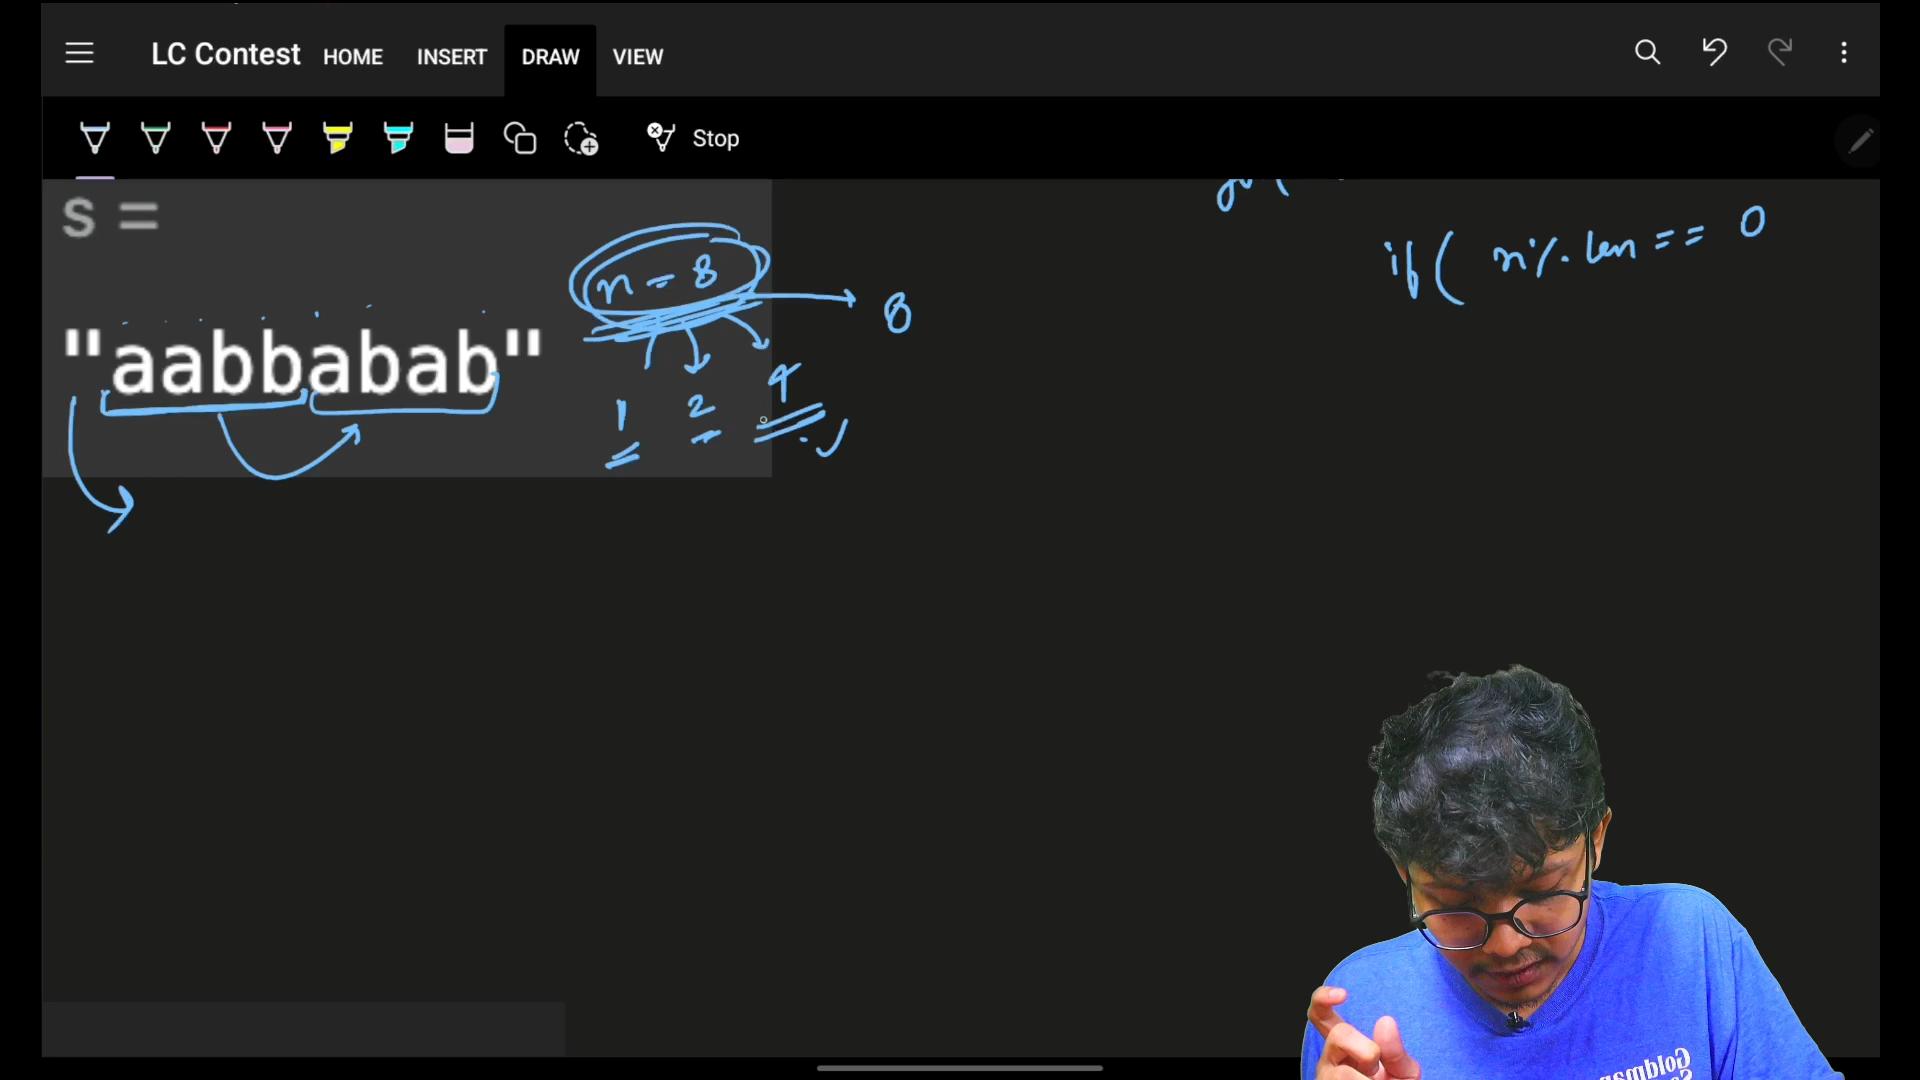 LC Contest HOME INSERT DRAW VIEW
Stop
s =
n = 8
if ( n % len == 0
8
"aabbabab"
1 2 4